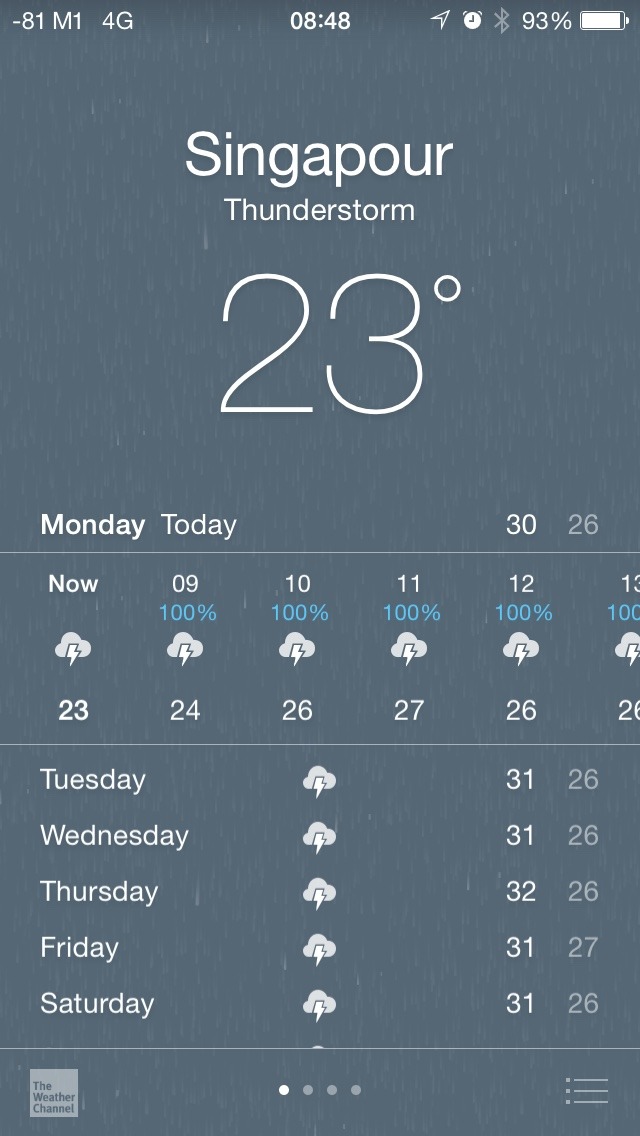 -81 M1 4G 08:48 93%
Singapour
Thunderstorm
23°
Monday Today 30 26
Now 09 10 11 12 13
100% 100% 100% 100% 100
23 24 26 27 26 26
Tuesday 31 26
Wednesday 31 26
Thursday 32 26
Friday 31 27
Saturday 31 26
The
Weather
Channel